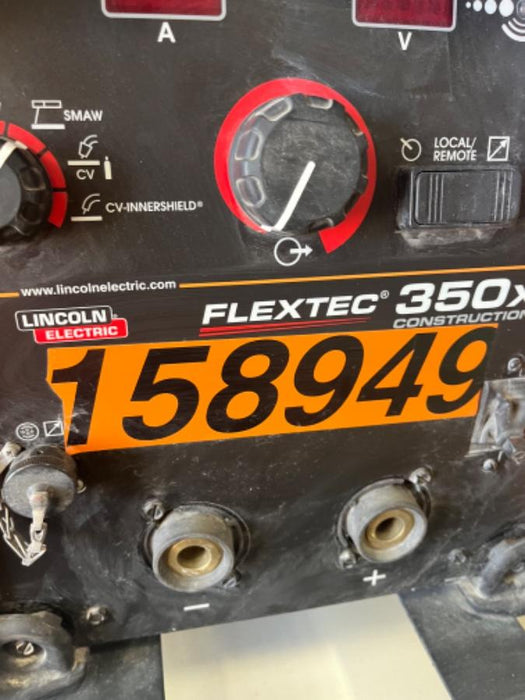 A
V
SMAW
CV
CV-INNERSHIELD®
LOCAL/
REMOTE
www.lincolnelectric.com
LINCOLN®
ELECTRIC
FLEXTEC® 350x
CONSTRUCTION
158949
−
+